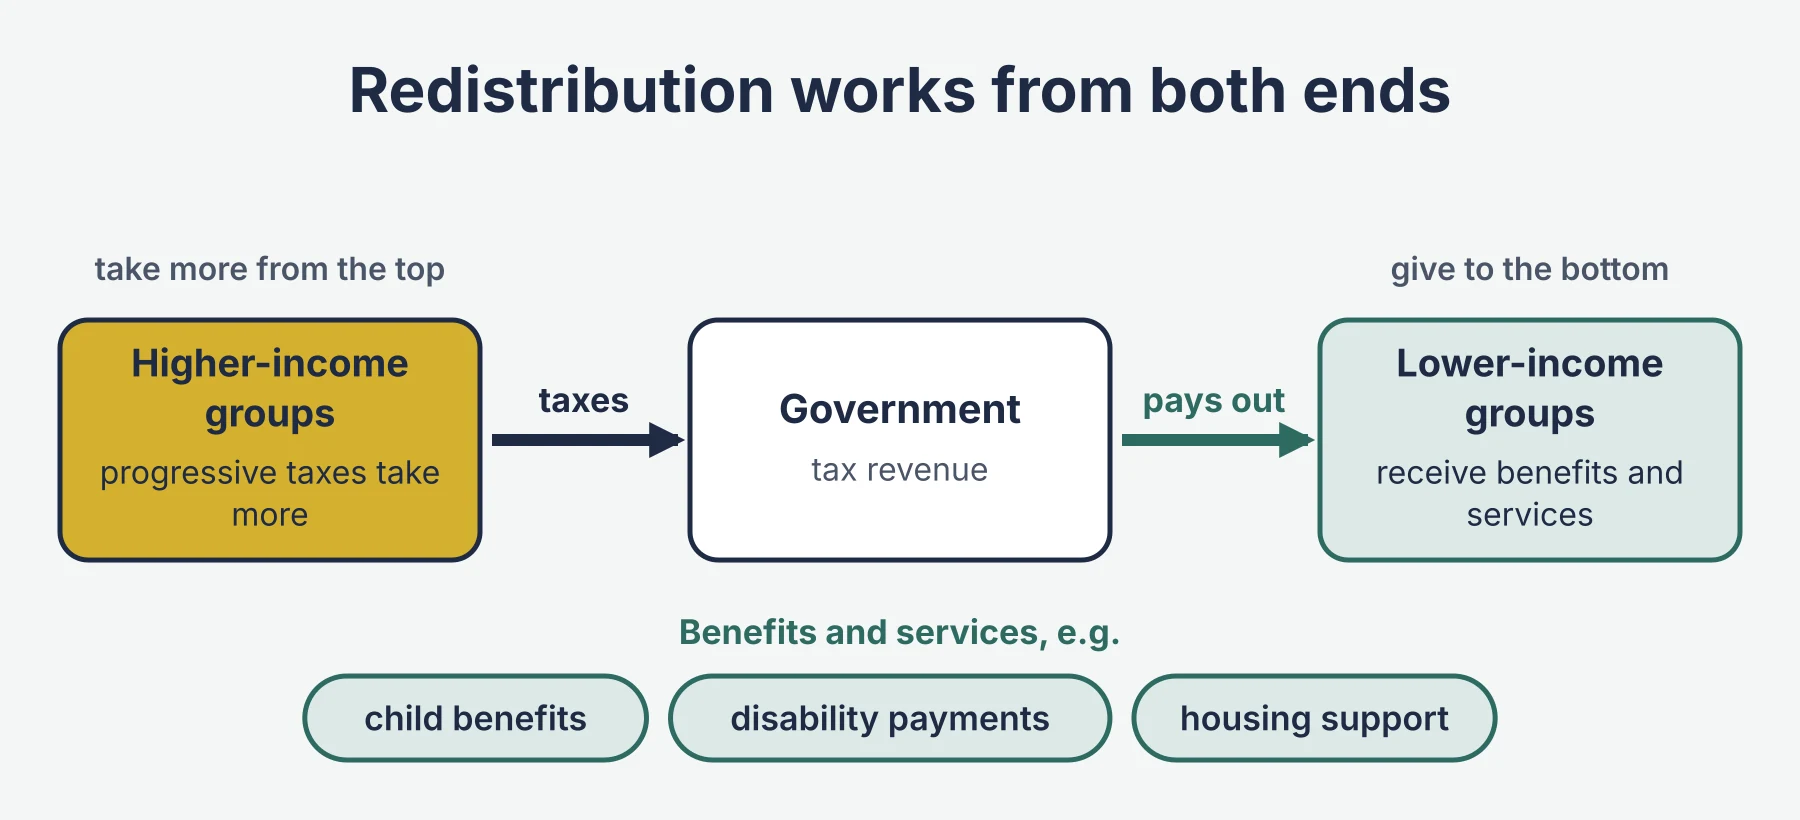 Redistribution works from both ends
take more from the top
give to the bottom
Higher-income
groups
progressive taxes take
more
taxes
Government
tax revenue
pays out
Lower-income
groups
receive benefits and
services
Benefits and services, e.g.
child benefits
disability payments
housing support